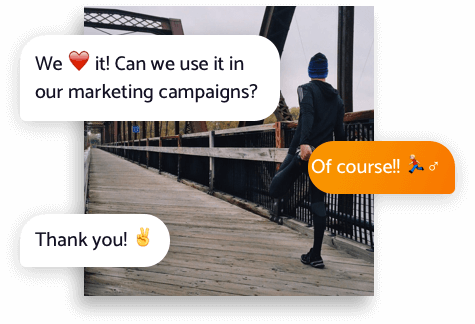 We ❤️ it! Can we use it in
our marketing campaigns?
Of course!! 🏃🏻♂
Thank you! ✌️